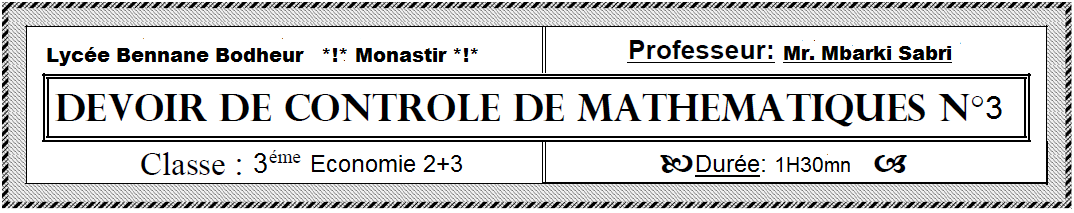 Lycée Bennane Bodheur *!* Monastir *!*
Professeur: Mr. Mbarki Sabri
DEVOIR DE CONTROLE DE MATHEMATIQUES N°3
Classe : 3éme Economie 2+3
Durée: 1H30mn